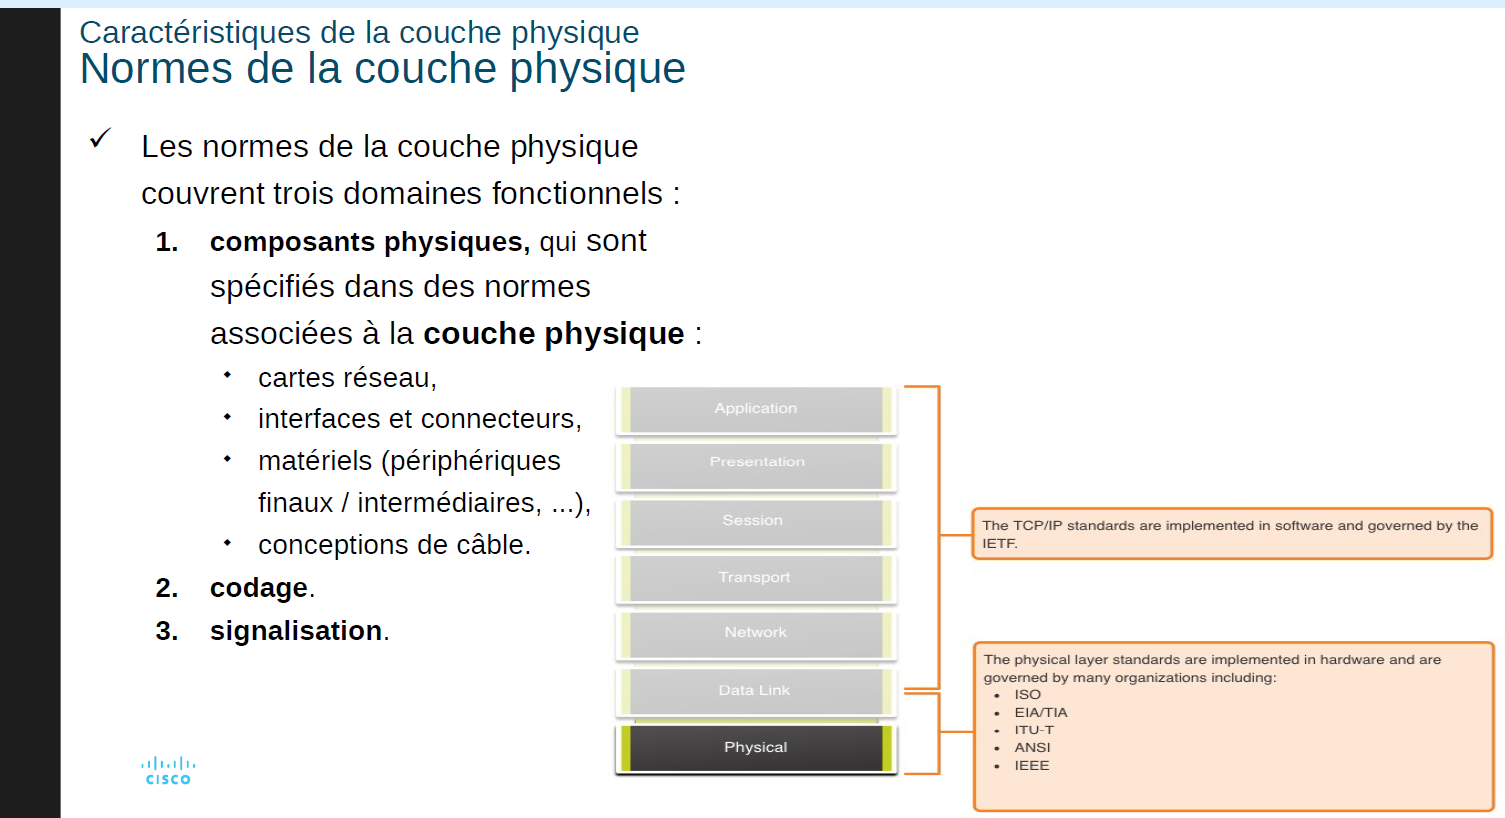 Caractéristiques de la couche physique
Normes de la couche physique
Les normes de la couche physique
couvrent trois domaines fonctionnels :
1. composants physiques, qui sont
spécifiés dans des normes
associées à la couche physique :
cartes réseau,
interfaces et connecteurs,
matériels (périphériques
finaux / intermédiaires, ...),
conceptions de câble.
2. codage.
3. signalisation.
Application
Presentation
Session
Transport
Network
Data Link
Physical
The TCP/IP standards are implemented in software and governed by the
IETF.
The physical layer standards are implemented in hardware and are
governed by many organizations including:
• ISO
• EIA/TIA
• ITU-T
• ANSI
• IEEE
CISCO